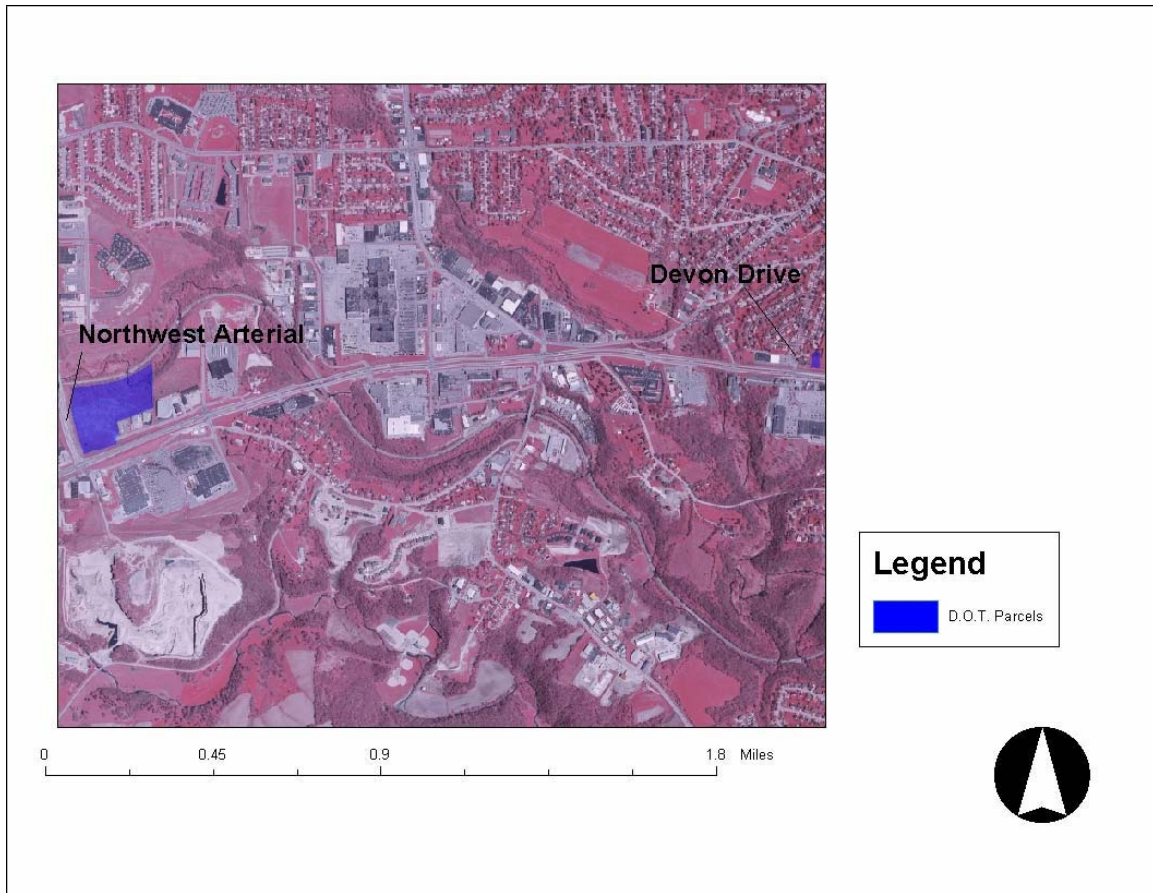 Devon Drive
Northwest Arterial
Legend
D.O.T. Parcels
0 0.45 0.9 1.8 Miles